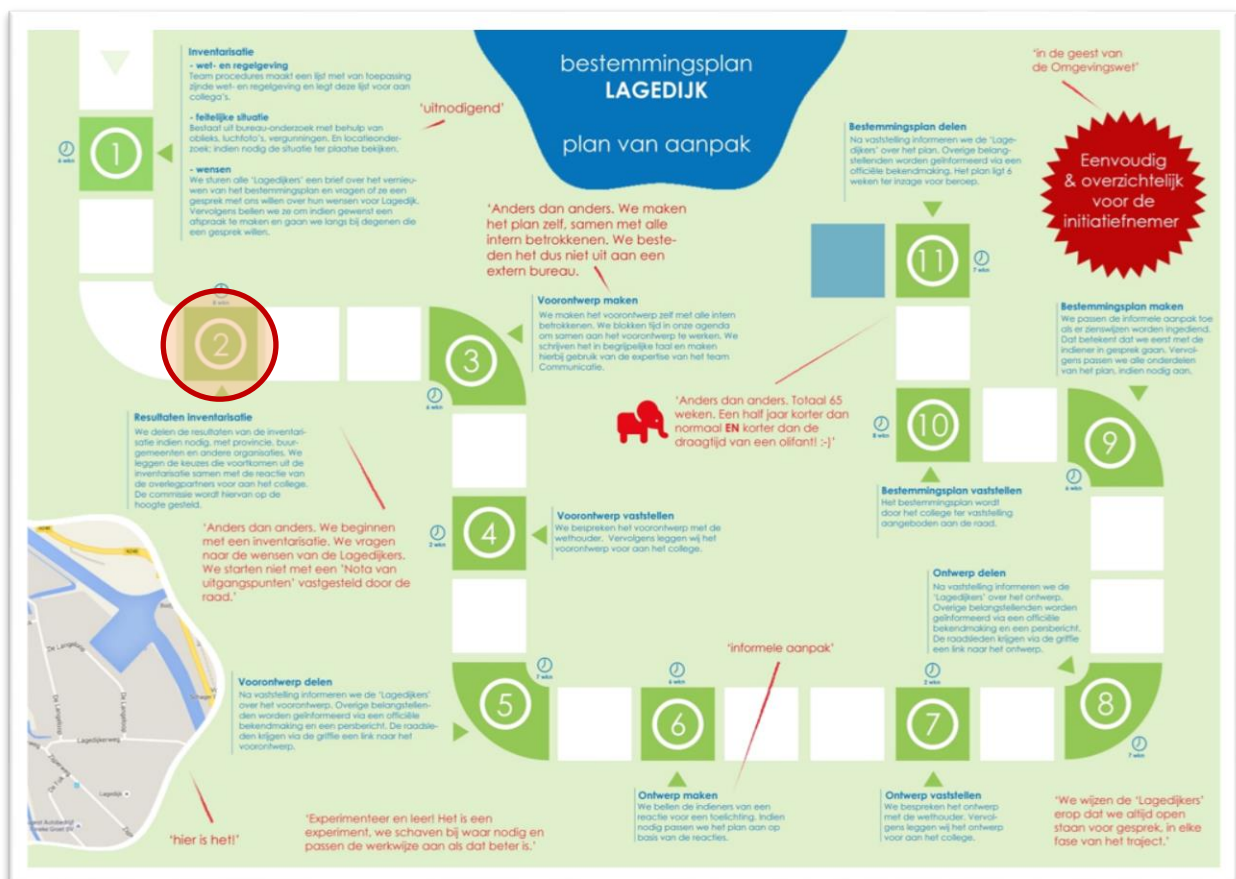 bestemmingsplan
LAGEDIJK
plan van aanpak
Inventarisatie
- wet- en regelgeving
Team procedures maakt een lijst met van toepassing
zijnde wet- en regelgeving en legt deze lijst voor aan
collega's.
- feitelijke situatie
Bestaat uit bureau-onderzoek met behulp van
oblieks, luchtfoto's, vergunningen. En locatieonder-
zoek: indien nodig de situatie ter plaatse bekijken.
- wensen
We sturen alle 'Lagedijkers' een brief over het vernieu-
wen van het bestemmingsplan en vragen of ze een
gesprek met ons willen over hun wensen voor Lagedijk.
Vervolgens bellen we ze om indien gewenst een
afspraak te maken en gaan we langs bij degenen die
een gesprek willen.
'uitnodigend'
1
6 wkn
'in de geest van
de Omgevingswet'
Eenvoudig
& overzichtelijk
voor de
initiatiefnemer
Bestemmingsplan delen
Na vaststelling informeren we de 'Lage-
dijkers' over het plan. Overige belang-
stellenden worden geïnformeerd via een
officiële bekendmaking. Het plan ligt 6
weken ter inzage voor beroep.
11
7 wkn
'Anders dan anders. We maken
het plan zelf, samen met alle
intern betrokkenen. We beste-
den het dus niet uit aan een
extern bureau.
2
8 wkn
3
6 wkn
Voorontwerp maken
We maken het voorontwerp zelf met alle intern
betrokkenen. We blokken tijd in onze agenda
om samen aan het voorontwerp te werken. We
schrijven het in begrijpelijke taal en maken
hierbij gebruik van de expertise van het team
Communicatie.
Bestemmingsplan maken
We passen de informele aanpak toe
als er zienswijzen worden ingediend.
Dat betekent dat we eerst met de
indiener in gesprek gaan. Vervol-
gens passen we alle onderdelen
van het plan, indien nodig aan.
'Anders dan anders. Totaal 65
weken. Een half jaar korter dan
normaal EN korter dan de
draagtijd van een olifant! ;-)'
10
8 wkn
9
6 wkn
Resultaten inventarisatie
We delen de resultaten van de inventari-
satie indien nodig, met provincie, buur-
gemeenten en andere organisaties. We
leggen de keuzes die voortkomen uit de
inventarisatie samen met de reactie van
de overlegpartners voor aan het college.
De commissie wordt hiervan op de
hoogte gesteld.
Bestemmingsplan vaststellen
Het bestemmingsplan wordt
door het college ter vaststelling
aangeboden aan de raad.
'Anders dan anders. We beginnen
met een inventarisatie. We vragen
naar de wensen van de Lagedijkers.
We starten niet met een 'Nota van
uitgangspunten' vastgesteld door de
raad.'
4
2 wkn
Voorontwerp vaststellen
We bespreken het voorontwerp met de
wethouder. Vervolgens leggen wij het
voorontwerp voor aan het college.
Ontwerp delen
Na vaststelling informeren we de
'Lagedijkers' over het ontwerp.
Overige belangstellenden worden
geïnformeerd via een officiële
bekendmaking en een persbericht.
De raadsleden krijgen via de griffie
een link naar het ontwerp.
'informele aanpak'
Voorontwerp delen
Na vaststelling informeren we de 'Lagedijkers'
over het voorontwerp. Overige belangstellen-
den worden geïnformeerd via een officiële
bekendmaking en een persbericht. De raadsle-
den krijgen via de griffie een link naar het
voorontwerp.
5
7 wkn
6
6 wkn
7
2 wkn
8
7 wkn
De Langeloop
Lagedijkerweg
Lagedijk
'hier is het!'
'Experimenteer en leer! Het is een
experiment, we schaven bij waar nodig en
passen de werkwijze aan als dat beter is.'
Ontwerp maken
We bellen de indieners van een
reactie voor een toelichting. Indien
nodig passen we het plan aan op
basis van de reacties.
Ontwerp vaststellen
We bespreken het ontwerp
met de wethouder. Vervol-
gens leggen wij het ontwerp
voor aan het college.
'We wijzen de 'Lagedijkers'
erop dat we altijd open
staan voor gesprek, in elke
fase van het traject.'